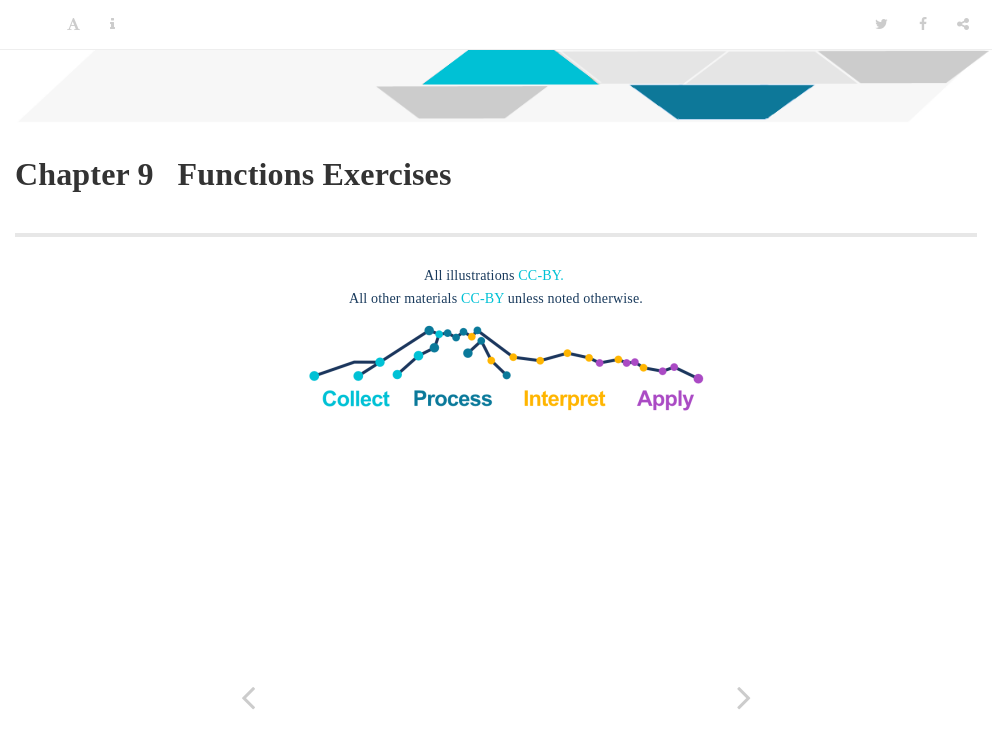 Chapter 9 Functions Exercises
All illustrations CC-BY.
All other materials CC-BY unless noted otherwise.
Collect Process Interpret Apply